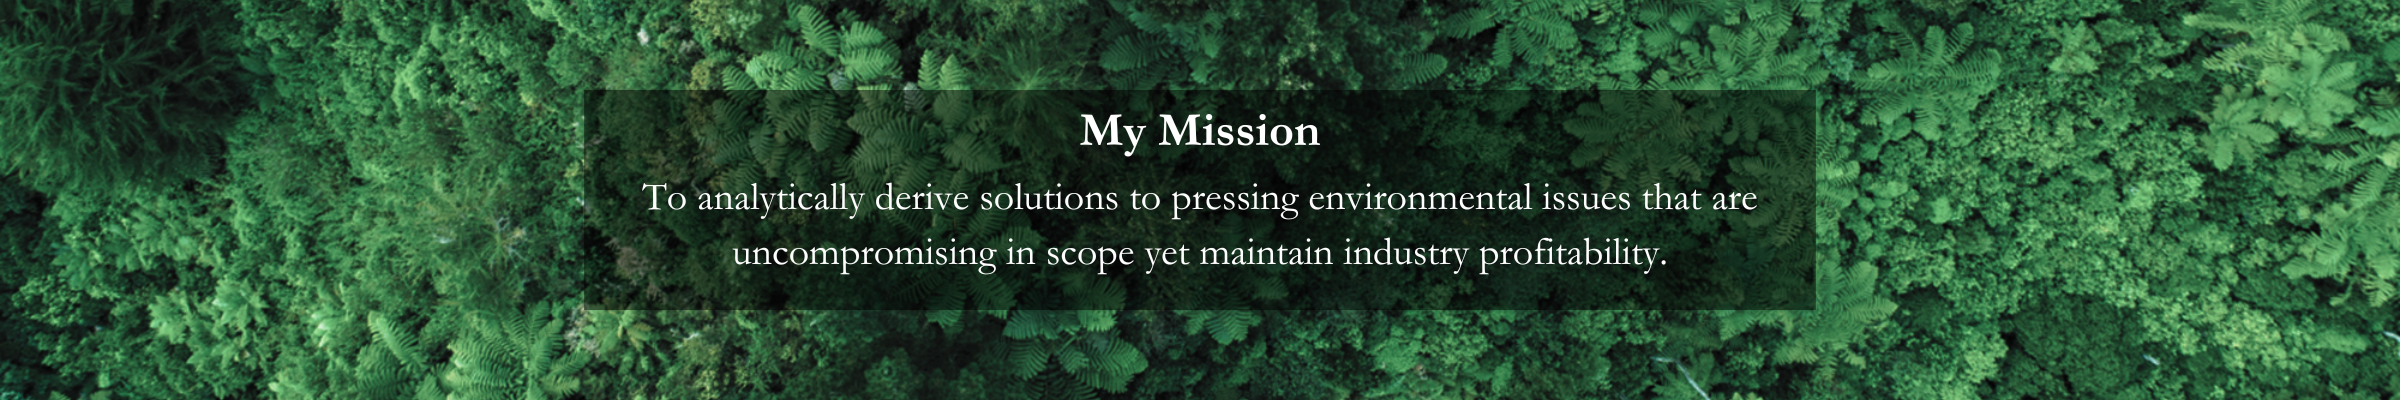 My Mission
To analytically derive solutions to pressing environmental issues that are
uncompromising in scope yet maintain industry profitability.